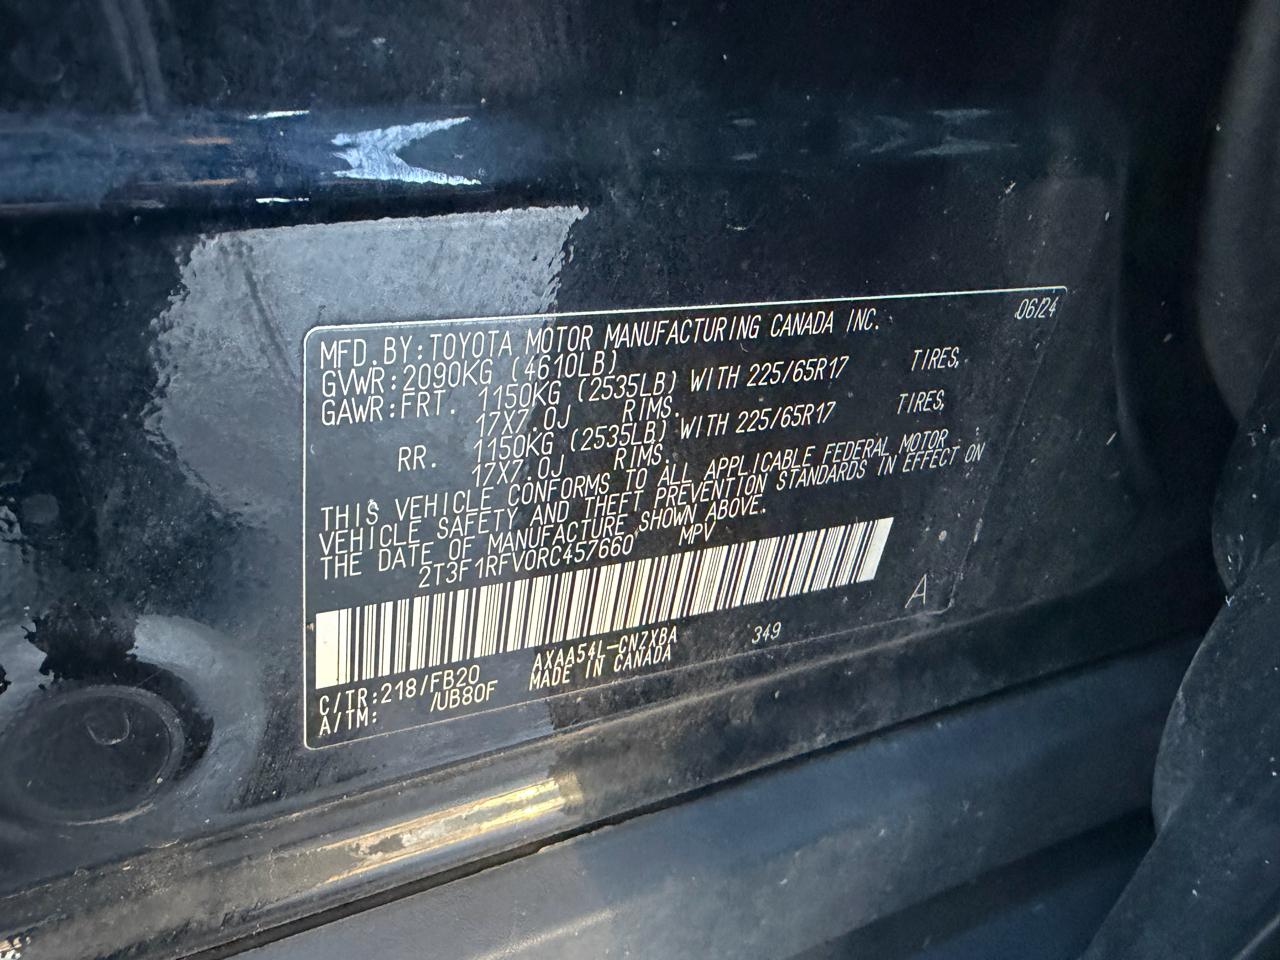 06/24
MFD.BY:TOYOTA MOTOR MANUFACTURING CANADA INC.
GVWR:2090KG (4610LB)
GAWR:FRT. 1150KG (2535LB) WITH 225/65R17 TIRES,
17X7.0J RIMS.
RR. 1150KG (2535LB) WITH 225/65R17 TIRES,
17X7.0J RIMS.
THIS VEHICLE CONFORMS TO ALL APPLICABLE FEDERAL MOTOR
VEHICLE SAFETY AND THEFT PREVENTION STANDARDS IN EFFECT ON
THE DATE OF MANUFACTURE SHOWN ABOVE.
2T3F1RFV0RC457660 MPV
A
C/TR:218/FB20 AXAA54L-CNZXBA 349
A/TM: /UB80F MADE IN CANADA